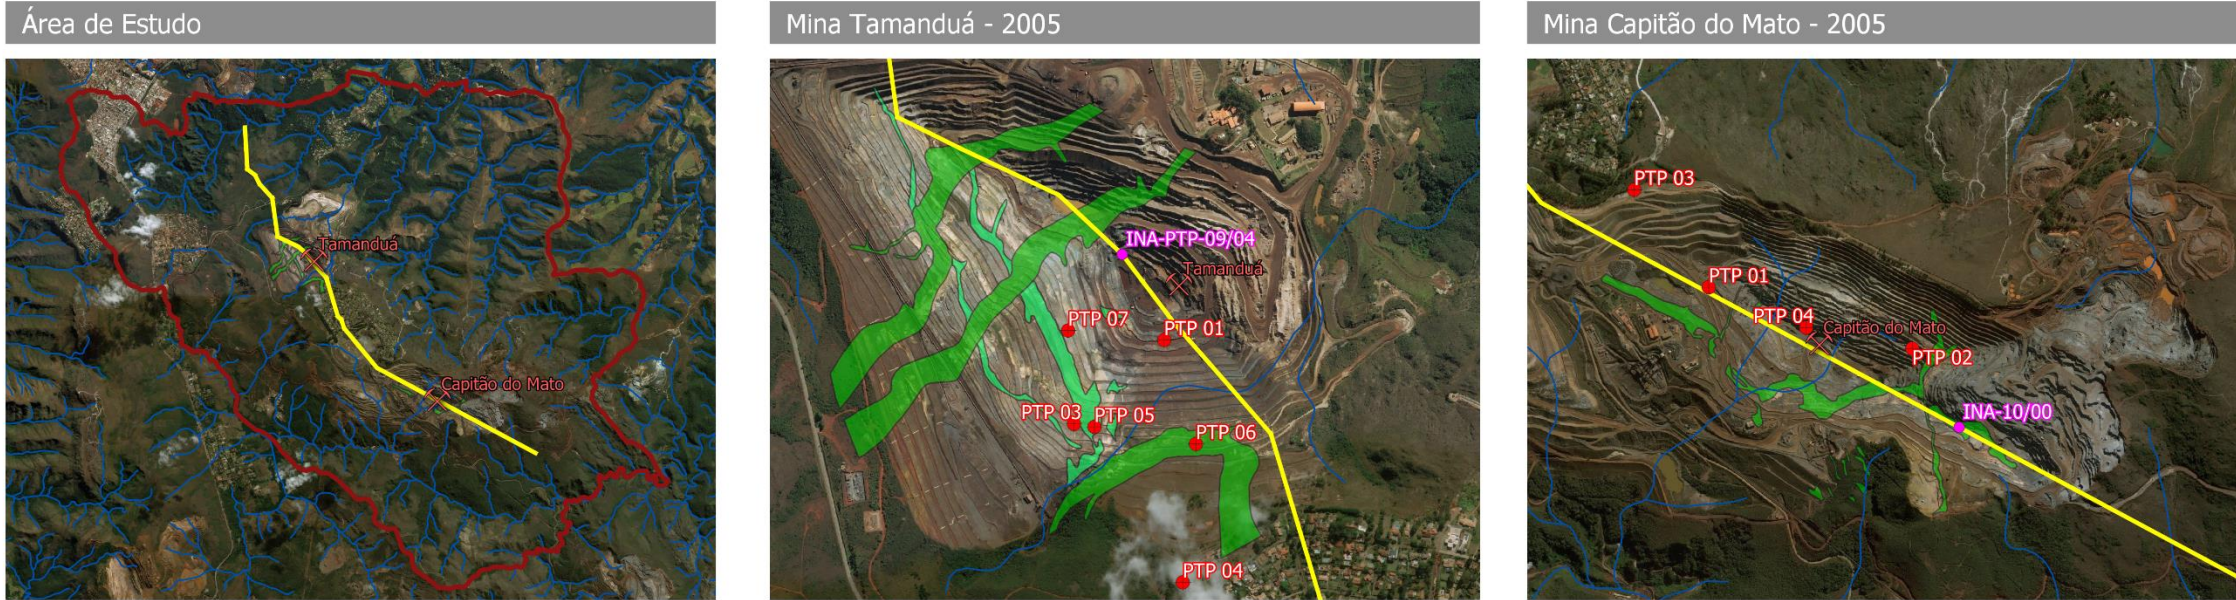 Área de Estudo
Tamanduá
Capitão do Mato
Mina Tamanduá - 2005
INA-PTP-09/04
Tamanduá
PTP 07
PTP 01
PTP 03
PTP 05
PTP 06
PTP 04
Mina Capitão do Mato - 2005
PTP 03
PTP 01
PTP 04
Capitão do Mato
PTP 02
INA-10/00